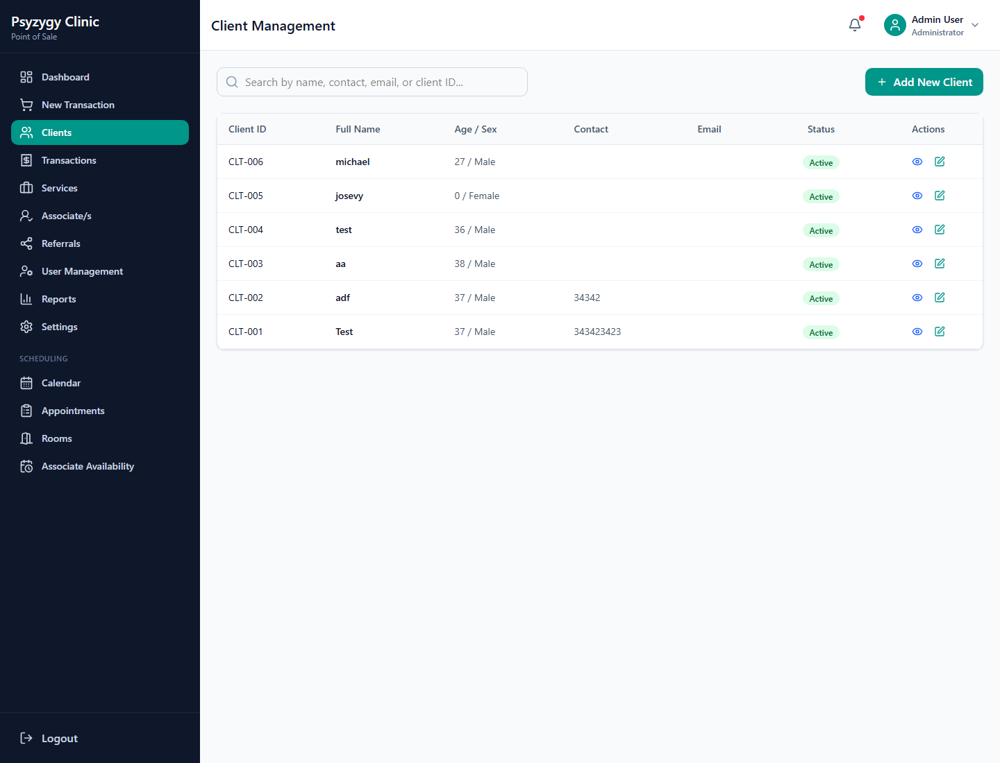 Psyzygy Clinic
Point of Sale
Dashboard
New Transaction
Clients
Transactions
Services
Associate/s
Referrals
User Management
Reports
Settings
SCHEDULING
Calendar
Appointments
Rooms
Associate Availability
Logout
Client Management
Admin User
Administrator
Search by name, contact, email, or client ID...
+ Add New Client
Client ID Full Name Age / Sex Contact Email Status Actions
CLT-006 michael 27 / Male Active
CLT-005 josevy 0 / Female Active
CLT-004 test 36 / Male Active
CLT-003 aa 38 / Male Active
CLT-002 adf 37 / Male 34342 Active
CLT-001 Test 37 / Male 343423423 Active